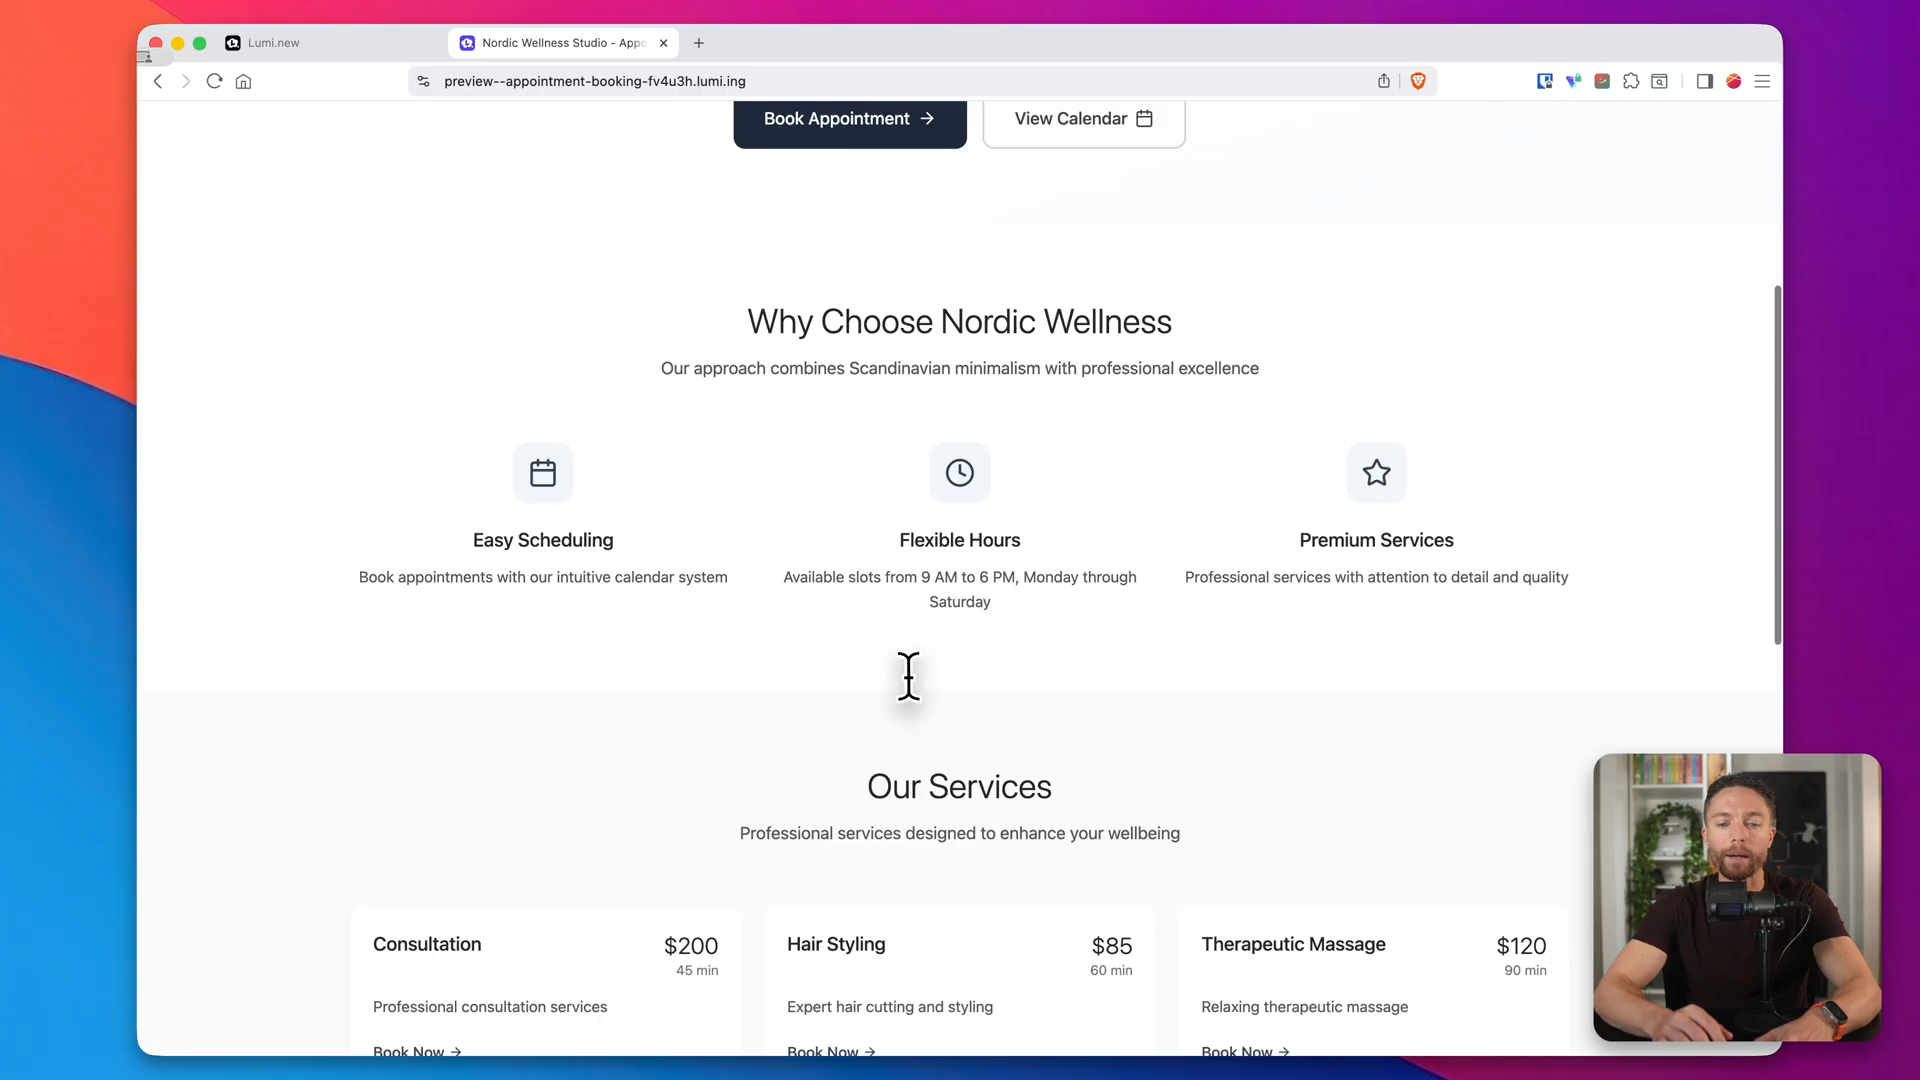 Lumi.new
Nordic Wellness Studio - Appo
preview--appointment-booking-fv4u3h.lumi.ing
Book Appointment
View Calendar
Why Choose Nordic Wellness
Our approach combines Scandinavian minimalism with professional excellence
Easy Scheduling
Book appointments with our intuitive calendar system
Flexible Hours
Available slots from 9 AM to 6 PM, Monday through
Saturday
Premium Services
Professional services with attention to detail and quality
Our Services
Professional services designed to enhance your wellbeing
Consultation
$200
45 min
Professional consultation services
Book Now
Hair Styling
$85
60 min
Expert hair cutting and styling
Book Now
Therapeutic Massage
$120
90 min
Relaxing therapeutic massage
Book Now